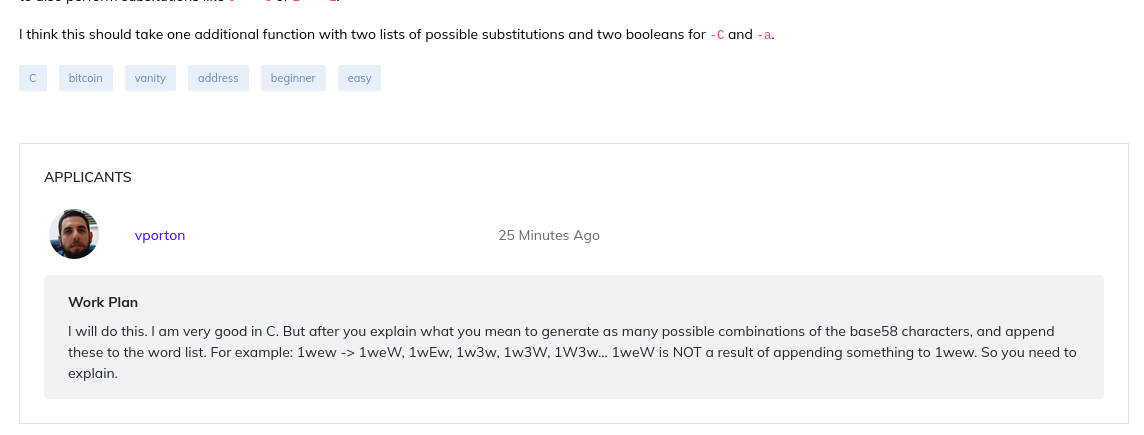 I think this should take one additional function with two lists of possible substitutions and two booleans for -C and -a.
C bitcoin vanity address beginner easy
APPLICANTS
vporton 25 Minutes Ago
Work Plan
I will do this. I am very good in C. But after you explain what you mean to generate as many possible combinations of the base58 characters, and append
these to the word list. For example: 1wew -> 1weW, 1wEw, 1w3w, 1w3W, 1W3w... 1weW is NOT a result of appending something to 1wew. So you need to
explain.